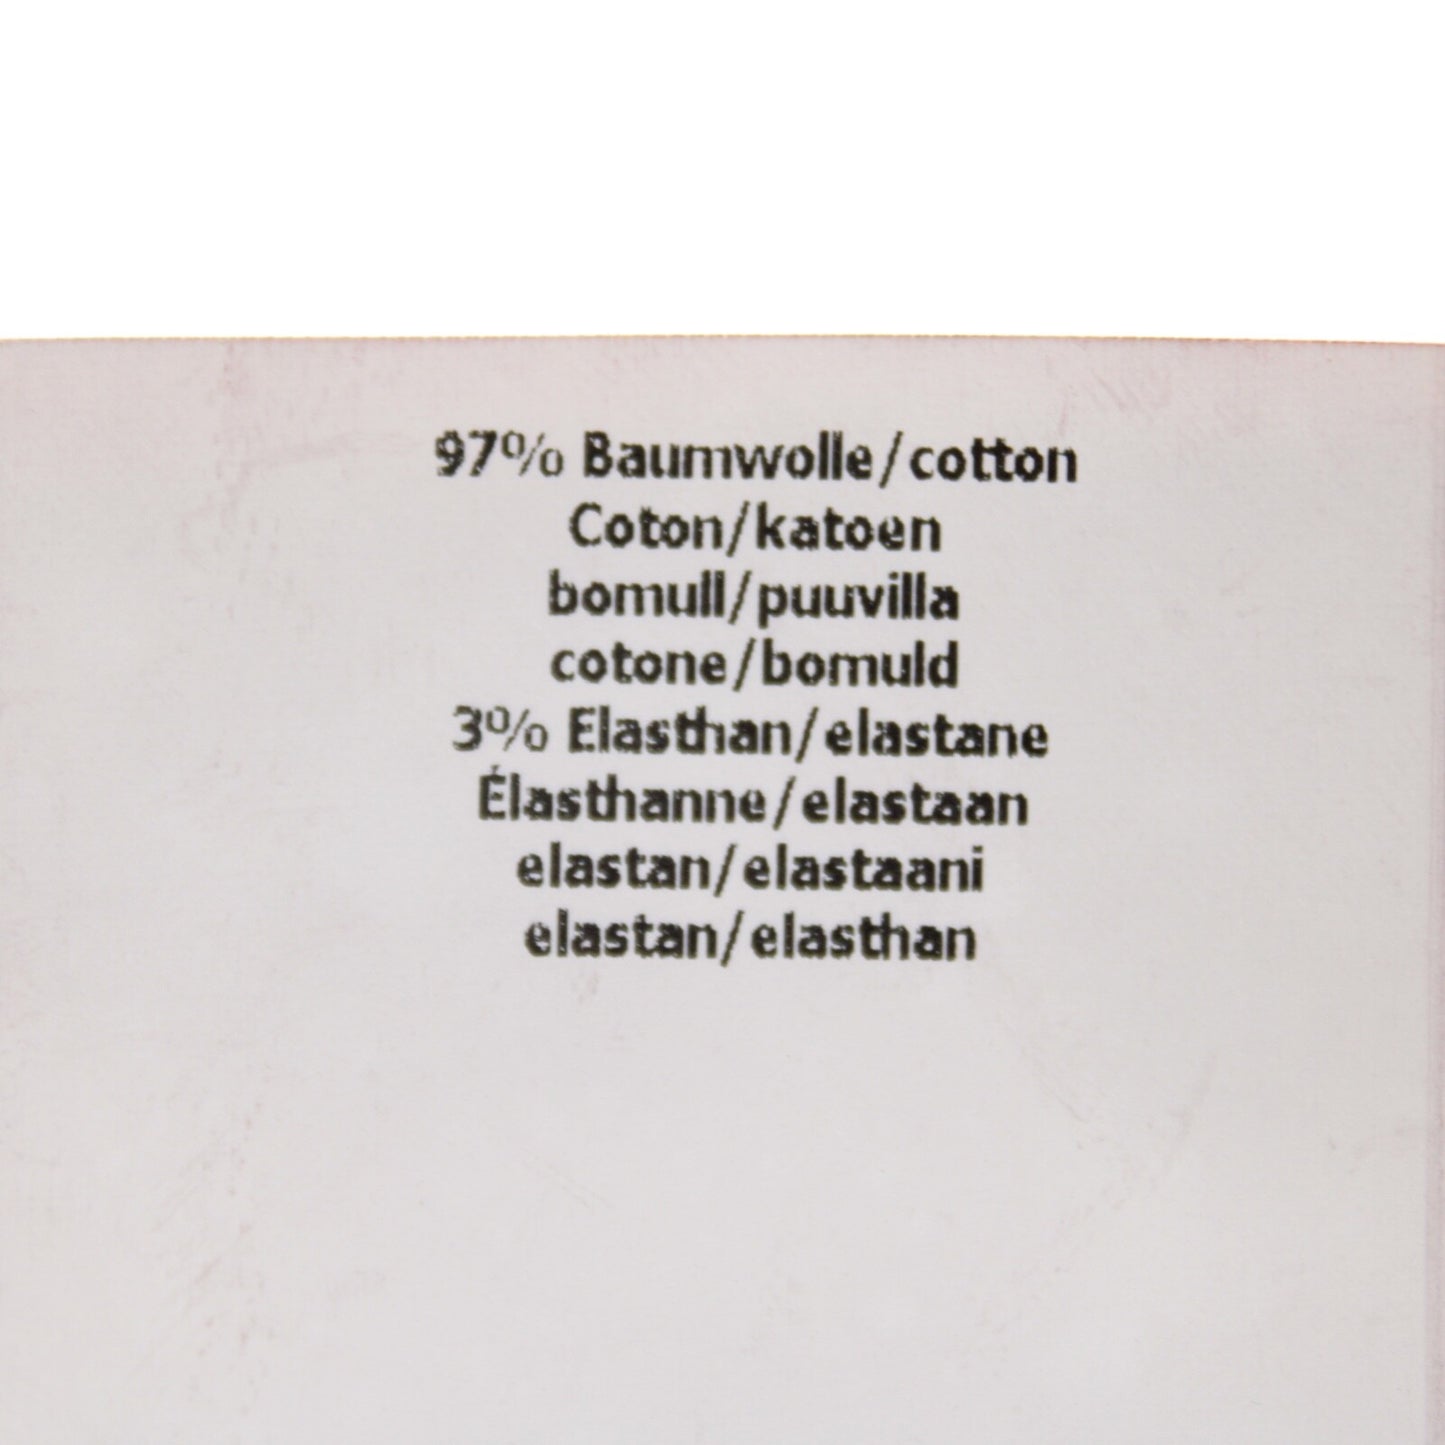 97% Baumwolle/cotton
Coton/katoen
bomull/puuvilla
cotone/bomuld
3% Elasthan/elastane
Élasthanne/elastaan
elastan/elastaani
elastan/elasthan